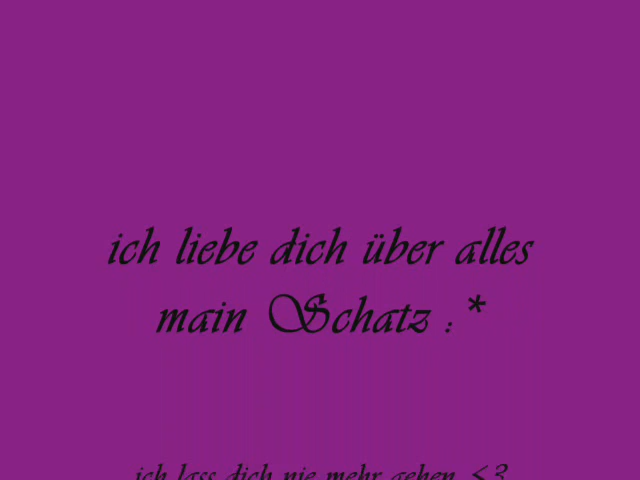 ich liebe dich über alles
main Schatz :*
ich lass dich nie mehr gehen <3